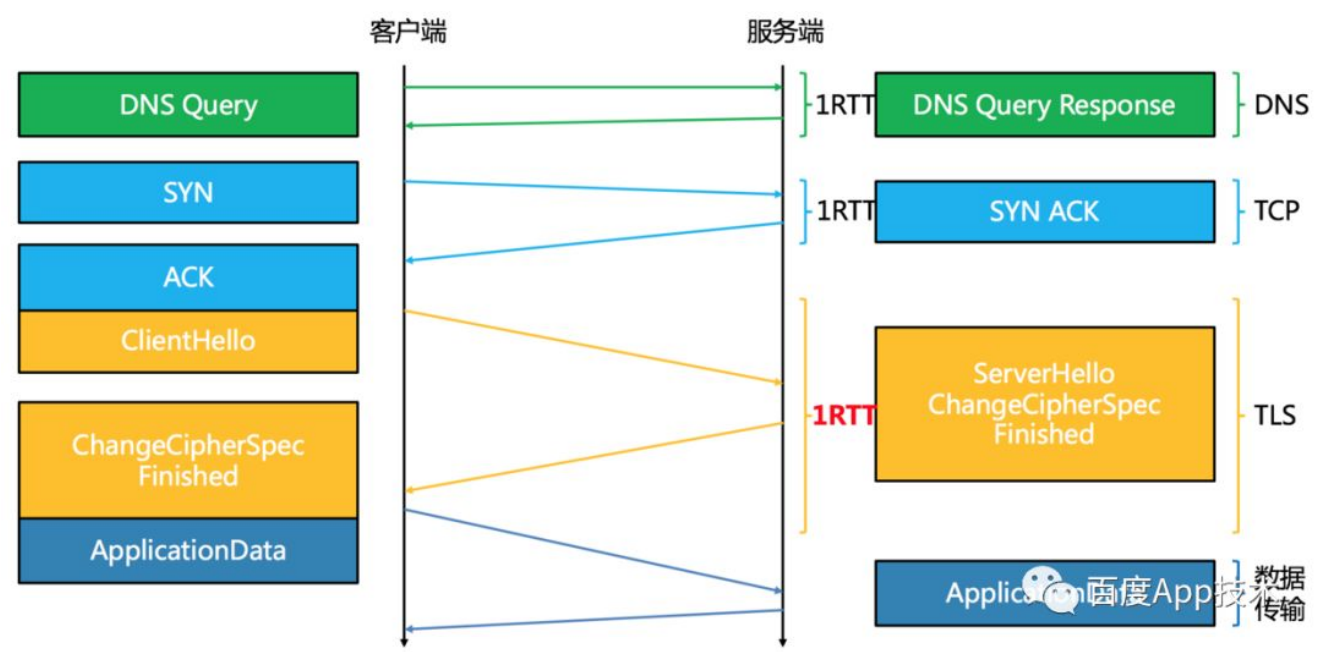 客户端
服务端
DNS Query
1RTT
DNS Query Response
DNS
SYN
1RTT
SYN ACK
TCP
ACK
ClientHello
1RTT
ServerHello
ChangeCipherSpec
Finished
TLS
ChangeCipherSpec
Finished
ApplicationData
ApplicationData
数据
传输
百度App技术